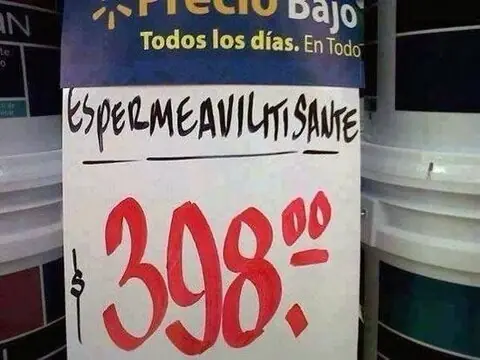 Precio Bajo
Todos los días. En Todo
ESPERMEAVILITISANTE
$ 398.00